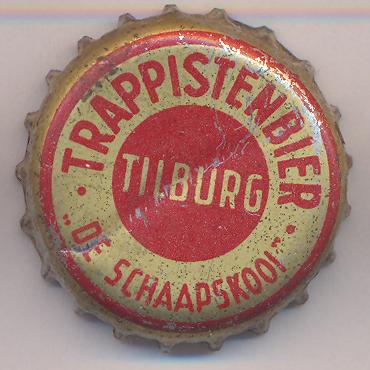 • TRAPPISTENBIER •
TILBURG
„DE SCHAAPSKOOI"